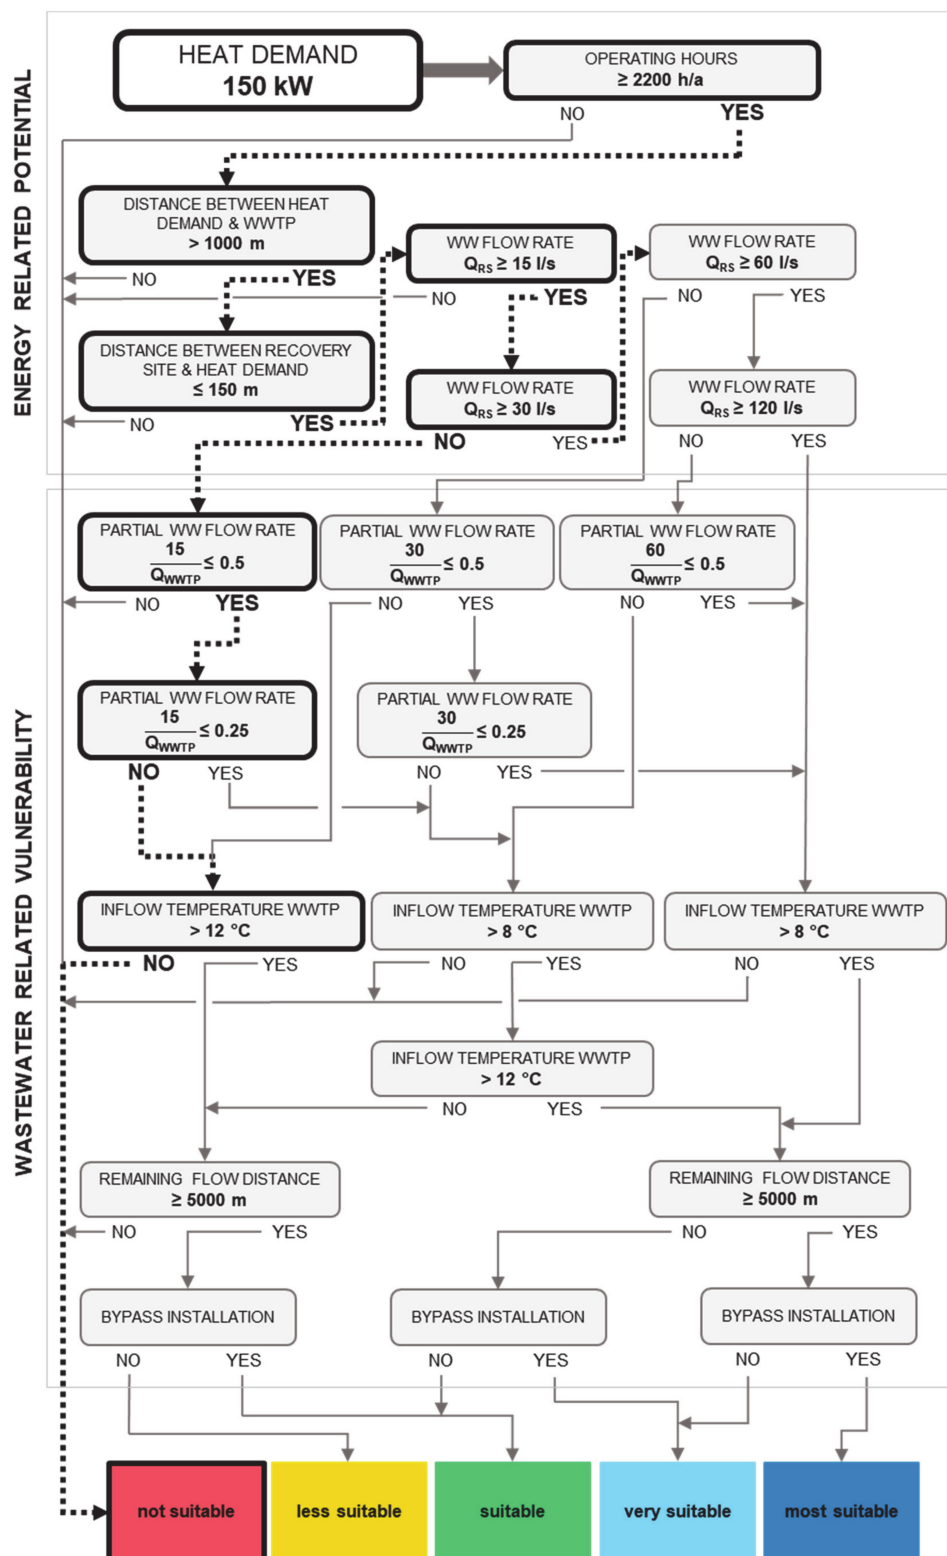 ENERGY RELATED POTENTIAL
HEAT DEMAND
150 kW
OPERATING HOURS
≥ 2200 h/a
NO
YES
DISTANCE BETWEEN HEAT
DEMAND & WWTP
> 1000 m
NO
YES
WW FLOW RATE
QRS ≥ 15 l/s
NO
YES
WW FLOW RATE
QRS ≥ 60 l/s
NO
YES
DISTANCE BETWEEN RECOVERY
SITE & HEAT DEMAND
≤ 150 m
NO
YES
WW FLOW RATE
QRS ≥ 30 l/s
NO
YES
WW FLOW RATE
QRS ≥ 120 l/s
NO
YES
WASTEWATER RELATED VULNERABILITY
PARTIAL WW FLOW RATE
15
QWWTP ≤ 0.5
NO
YES
PARTIAL WW FLOW RATE
30
QWWTP ≤ 0.5
NO
YES
PARTIAL WW FLOW RATE
60
QWWTP ≤ 0.5
NO
YES
PARTIAL WW FLOW RATE
15
QWWTP ≤ 0.25
NO
YES
PARTIAL WW FLOW RATE
30
QWWTP ≤ 0.25
NO
YES
INFLOW TEMPERATURE WWTP
> 12 °C
NO
YES
INFLOW TEMPERATURE WWTP
> 8 °C
NO
YES
INFLOW TEMPERATURE WWTP
> 8 °C
NO
YES
INFLOW TEMPERATURE WWTP
> 12 °C
NO
YES
REMAINING FLOW DISTANCE
≥ 5000 m
NO
YES
REMAINING FLOW DISTANCE
≥ 5000 m
NO
YES
BYPASS INSTALLATION
NO
YES
BYPASS INSTALLATION
NO
YES
BYPASS INSTALLATION
NO
YES
not suitable
less suitable
suitable
very suitable
most suitable